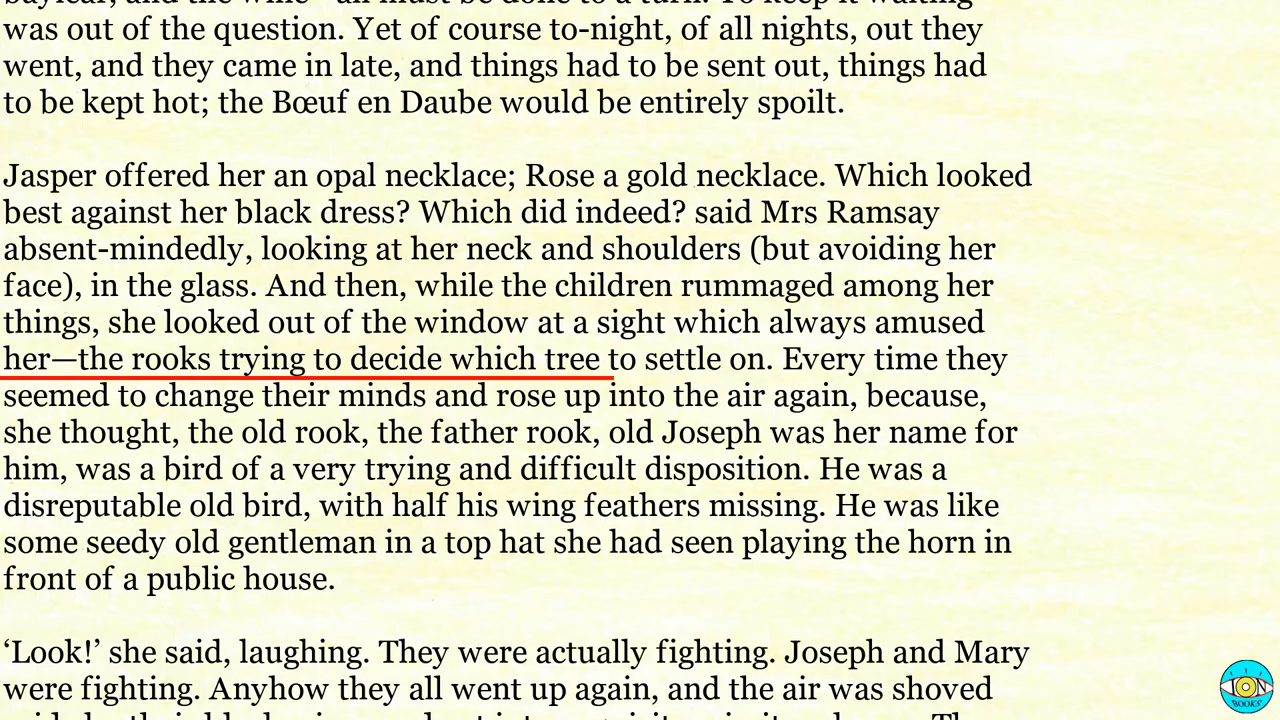 was out of the question. Yet of course to-night, of all nights, out they
went, and they came in late, and things had to be sent out, things had
to be kept hot; the Bœuf en Daube would be entirely spoilt.
Jasper offered her an opal necklace; Rose a gold necklace. Which looked
best against her black dress? Which did indeed? said Mrs Ramsay
absent-mindedly, looking at her neck and shoulders (but avoiding her
face), in the glass. And then, while the children rummaged among her
things, she looked out of the window at a sight which always amused
her—the rooks trying to decide which tree to settle on. Every time they
seemed to change their minds and rose up into the air again, because,
she thought, the old rook, the father rook, old Joseph was her name for
him, was a bird of a very trying and difficult disposition. He was a
disreputable old bird, with half his wing feathers missing. He was like
some seedy old gentleman in a top hat she had seen playing the horn in
front of a public house.
‘Look!’ she said, laughing. They were actually fighting. Joseph and Mary
were fighting. Anyhow they all went up again, and the air was shoved
ION
BOOKS